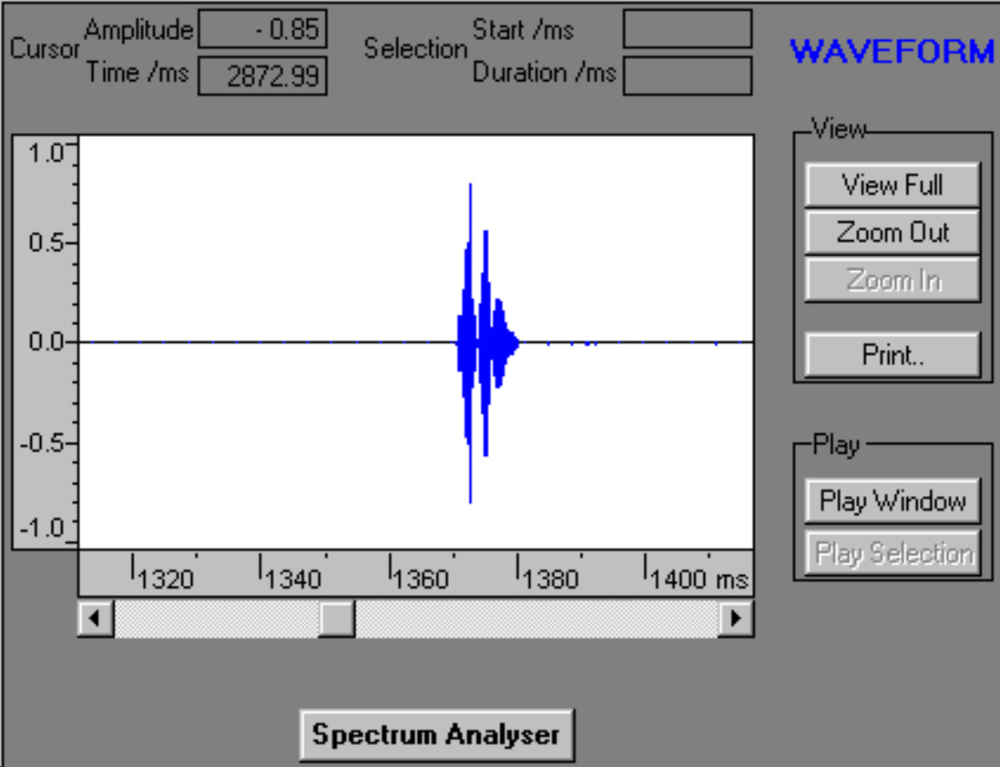 Cursor Amplitude - 0.85
Time /ms 2872.99
Selection Start /ms
Duration /ms
WAVEFORM
View
View Full
Zoom Out
Zoom In
Print..
Play
Play Window
Play Selection
1.0
0.5
0.0
-0.5
-1.0
1320 1340 1360 1380 1400 ms
Spectrum Analyser